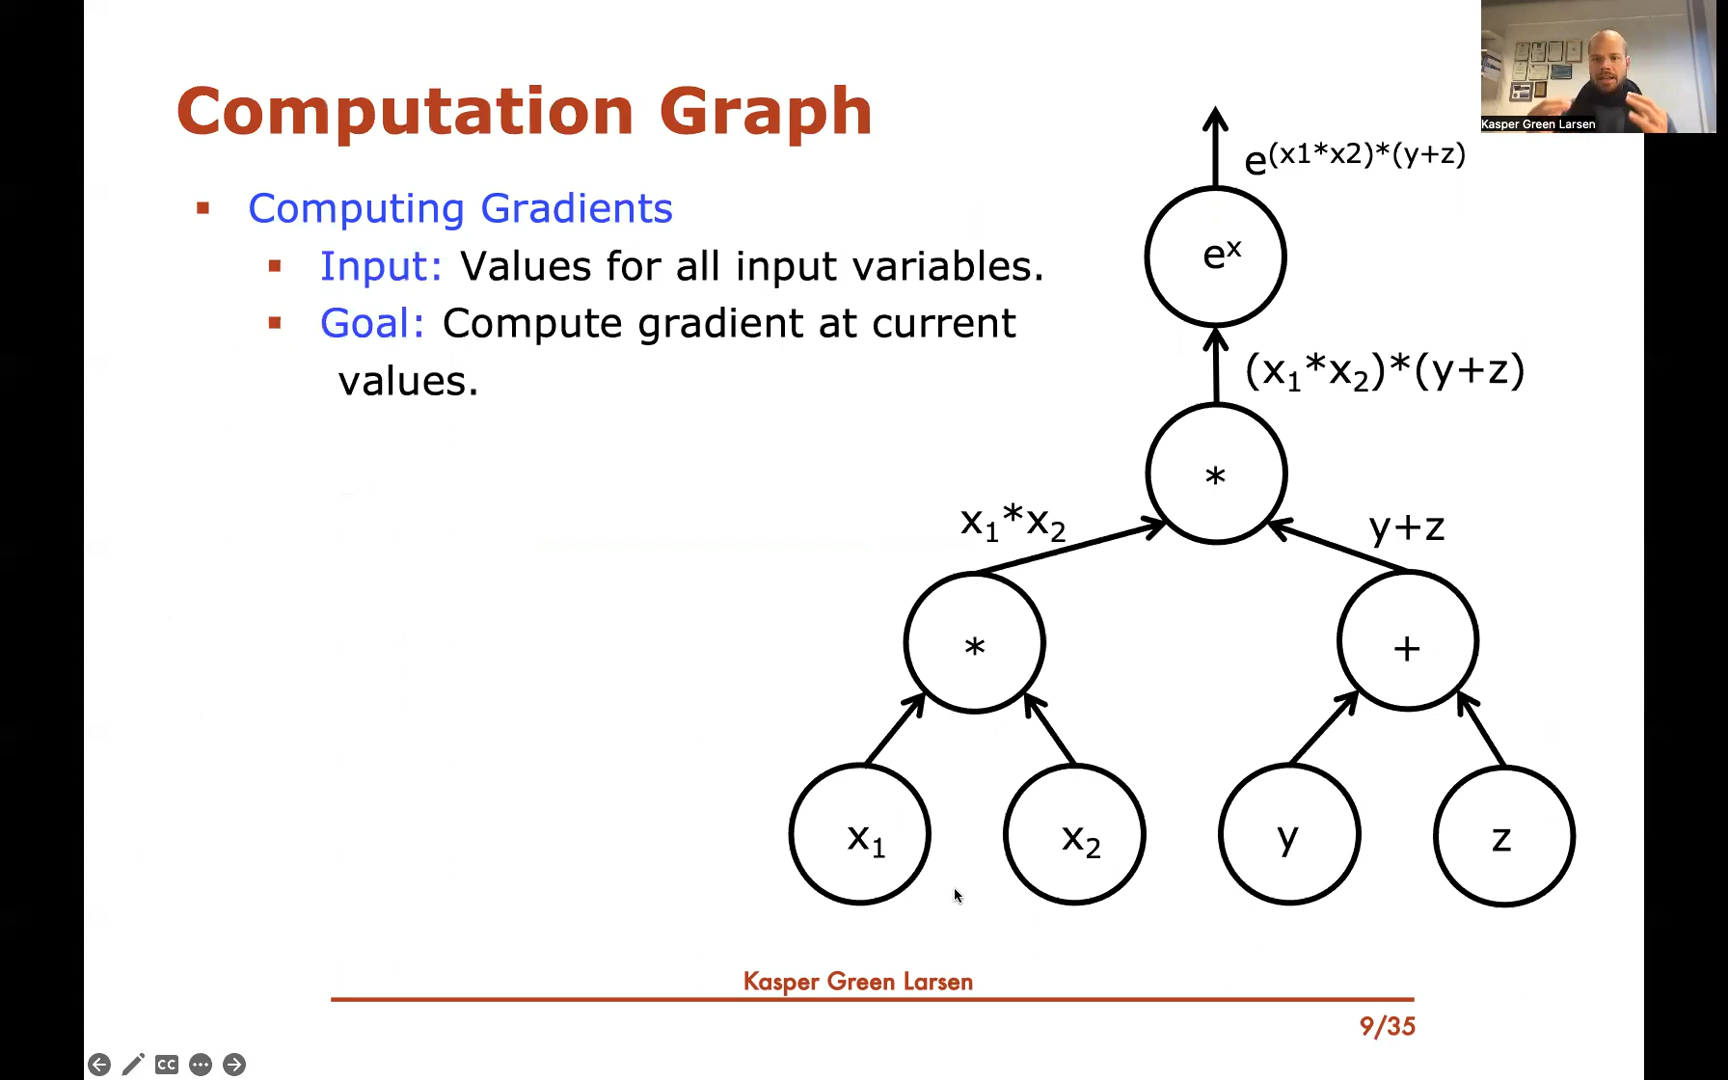 Computation Graph
▪ Computing Gradients
▪ Input: Values for all input variables.
▪ Goal: Compute gradient at current
values.
Kasper Green Larsen
e^(x1*x2)*(y+z)
eˣ
(x₁*x₂)*(y+z)
*
x₁*x₂
y+z
*
+
x₁
x₂
y
z
Kasper Green Larsen
9/35
CC